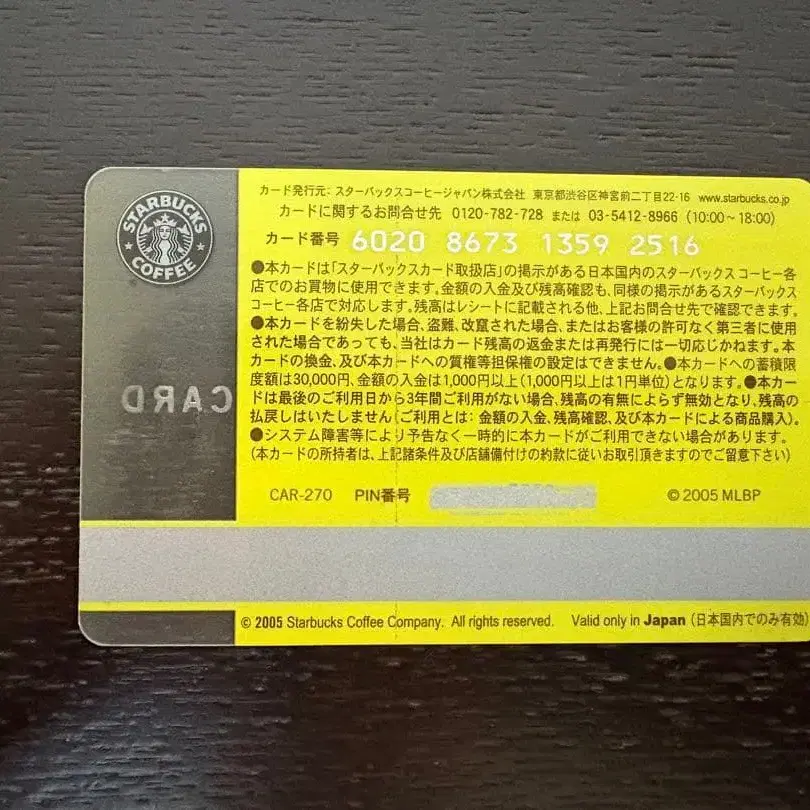 STARBUCKS
COFFEE
カード発行元: スターバックスコーヒージャパン株式会社 東京都渋谷区神宮前二丁目22-16 www.starbucks.co.jp
カードに関するお問合せ先 0120-782-728 または 03-5412-8966 (10:00~18:00)
カード番号 6020 8673 1359 2516
●本カードは「スターバックスカード取扱店」の掲示がある日本国内のスターバックス コーヒー各
店でのお買物に使用できます。金額の入金及び残高確認も、同様の掲示があるスターバックス
コーヒー各店で対応します。残高はレシートに記載される他、上記お問合せ先で確認できます。
●本カードを紛失した場合、盗難、改竄された場合、またはお客様の許可なく第三者に使用
された場合であっても、当社はカード残高の返金または再発行には一切応じかねます。本
カードの換金、及び本カードへの質権等担保権の設定はできません。●本カードへの蓄積限
度額は30,000円、金額の入金は1,000円以上(1,000円以上は1円単位)となります。●本カー
ドは最後のご利用日から3年間ご利用がない場合、残高の有無によらず無効となり、残高の
払戻しはいたしません(ご利用とは: 金額の入金、残高確認、及び本カードによる商品購入)。
●システム障害等により予告なく一時的に本カードがご利用できない場合があります。
(本カードの所持者は、上記諸条件及び店舗備付けの約款に従いお取引頂きますのでご留意下さい)
CARD
CAR-270 PIN番号 © 2005 MLBP
© 2005 Starbucks Coffee Company. All rights reserved. Valid only in Japan (日本国内でのみ有効)